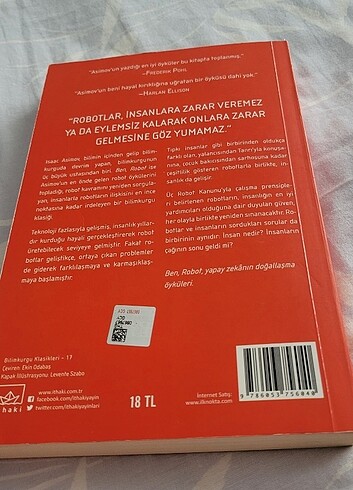 "Asimov'un yazdığı en iyi öyküler bu kitapta toplanmış."
—Frederik Pohl
"Asimov'un beni hayal kırıklığına uğratan bir öyküsü dahi yok."
—Harlan Ellison
"ROBOTLAR, İNSANLARA ZARAR VEREMEZ
YA DA EYLEMSİZ KALARAK ONLARA ZARAR
GELMESİNE GÖZ YUMAMAZ."
Isaac Asimov, bilimin içinden gelip bilim-
kurguda devrim yapan, bilimkurgunun
üç büyük ustasından biri. Ben, Robot ise
Asimov'un en önde gelen robot öykülerini
topladığı, robot kavramını yeniden sorgula-
yan, insanlarla robotların ilişkisini en ince
noktasına kadar irdeleyen bir bilimkurgu
klasiği.
Teknoloji fazlasıyla gelişmiş, insanlık yıllar-
dır kurduğu hayali gerçekleştirerek robot
üretebilecek seviyeye gelmiştir. Fakat ro-
botlar geliştikçe, ortaya çıkan problemler
de giderek farklılaşmaya ve karmaşıklaş-
maya başlamıştır.
Tıpkı insanlar gibi birbirinden oldukça
farklı olan, yalancısından Tanrı'yla konuşa-
nına, çocuk bakıcısından sarhoşuna kadar
çeşitlilik gösteren robotlarla birlikte, in-
sanlık da gelişir.
Üç Robot Kanunu'yla çalışma prensiple-
ri belirlenen robotların, insanlığın en iyi
yardımcıları olduğuna dair duyulan güven,
her olayla birlikte yeniden sınanacaktır: Ro-
botlar ve insanların sordukları sorular da
birbirinin aynıdır: İnsan nedir? İnsanların
çağının sonu geldi mi?
Ben, Robot, yapay zekânın doğallaşma
öyküleri.
Bilimkurgu Klasikleri - 17
Çeviren: Ekin Odabaş
Kapak İllüstrasyonu: Levente Szabo
ithaki
www.ithaki.com.tr
facebook.com/ithakiyayin
twitter.com/ithakiyayinlari
18 TL
İnternet Satış:
www.ilknokta.com
9 786053 756040